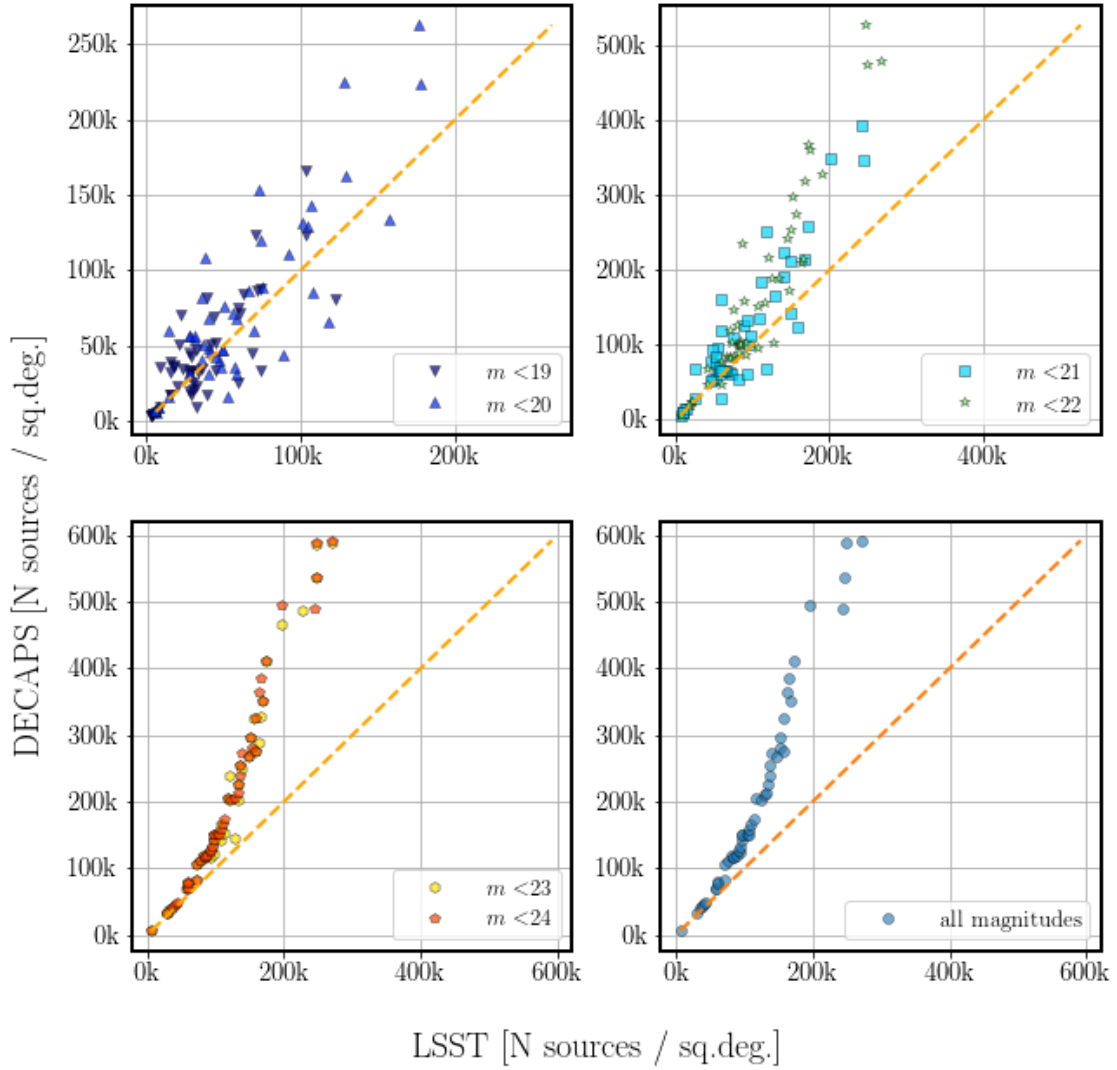 250k
200k
150k
100k
50k
0k
m <19
m <20
0k 100k 200k
500k
400k
300k
200k
100k
0k
m <21
m <22
0k 200k 400k
600k
500k
400k
300k
200k
100k
0k
m <23
m <24
0k 200k 400k 600k
600k
500k
400k
300k
200k
100k
0k
all magnitudes
0k 200k 400k 600k
DECAPS [N sources / sq.deg.]
LSST [N sources / sq.deg.]